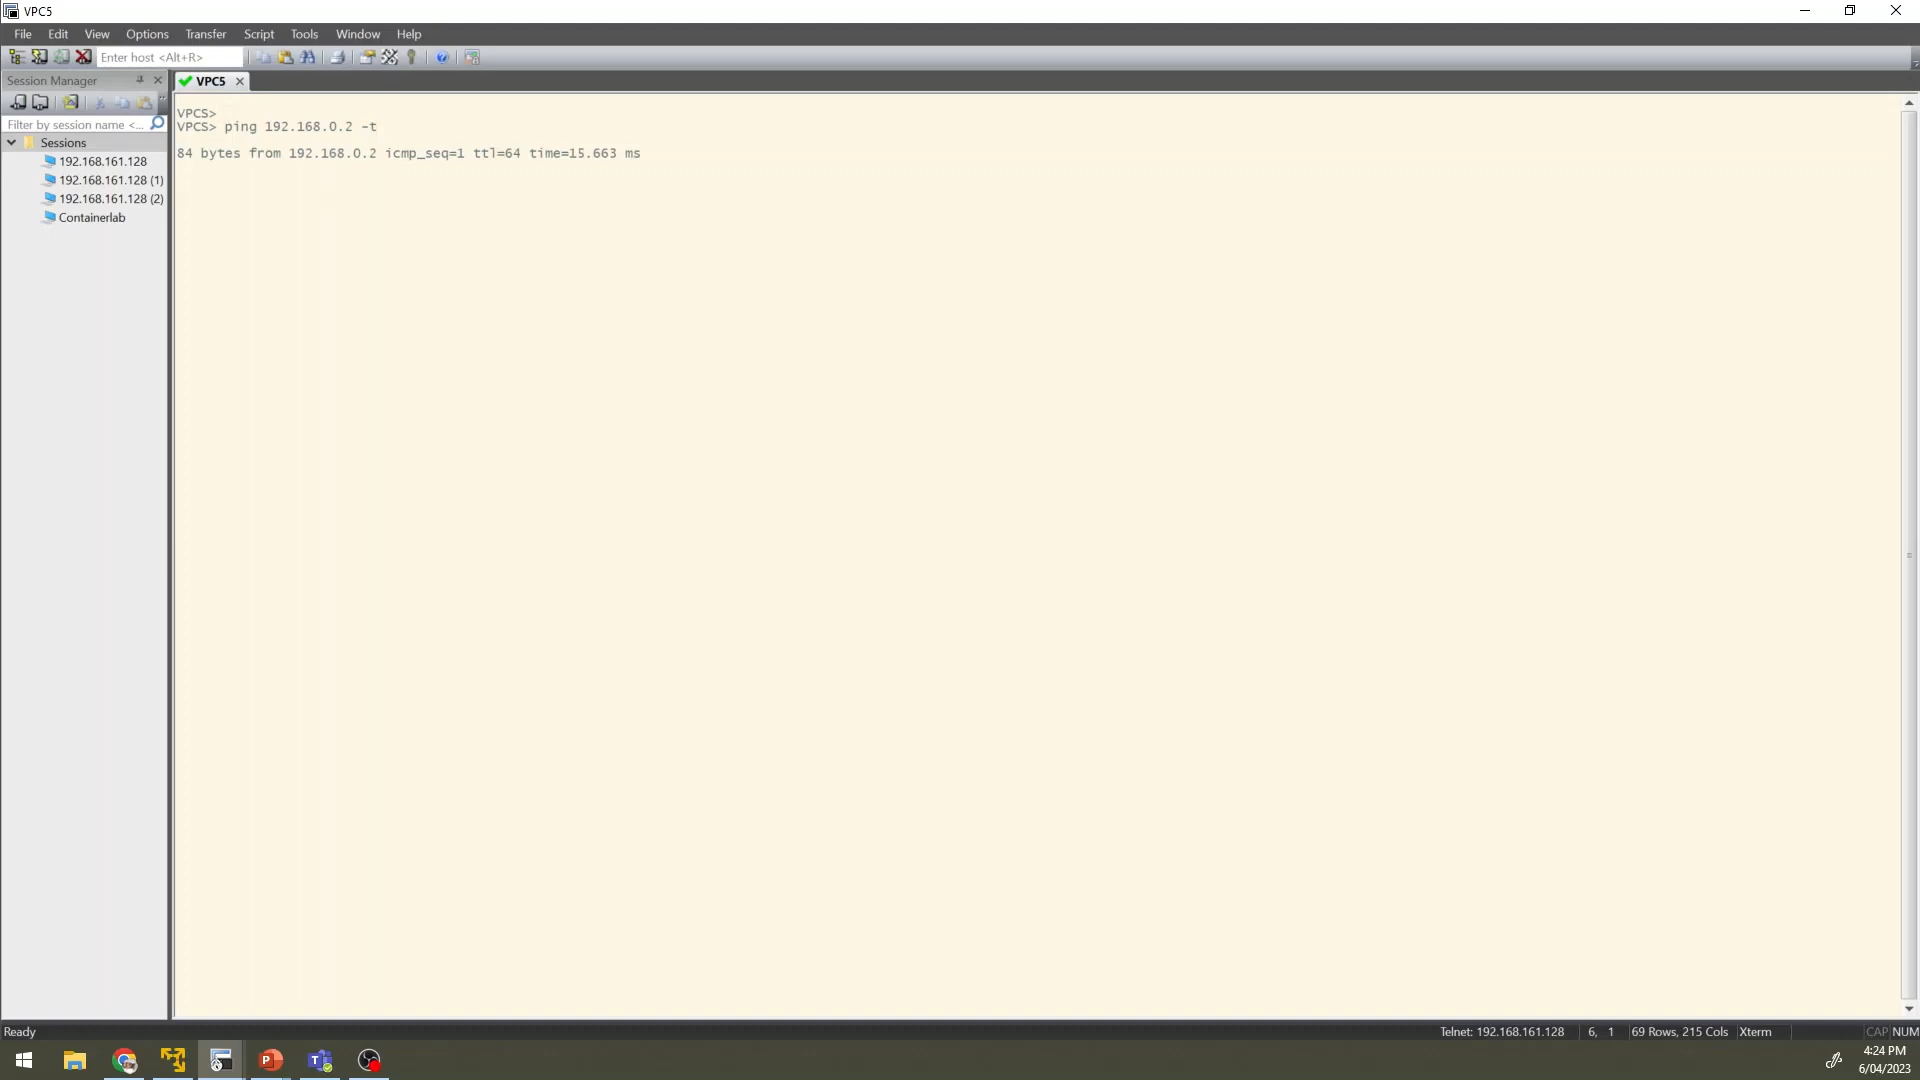 VPC5
File Edit View Options Transfer Script Tools Window Help
Enter host <Alt+R>
Session Manager
VPC5
Filter by session name <...
Sessions
192.168.161.128
192.168.161.128 (1)
192.168.161.128 (2)
Containerlab
VPCS>
VPCS> ping 192.168.0.2 -t
84 bytes from 192.168.0.2 icmp_seq=1 ttl=64 time=15.663 ms
Ready
Telnet: 192.168.161.128 6, 1 69 Rows, 215 Cols Xterm CAP NUM
4:24 PM
6/04/2023